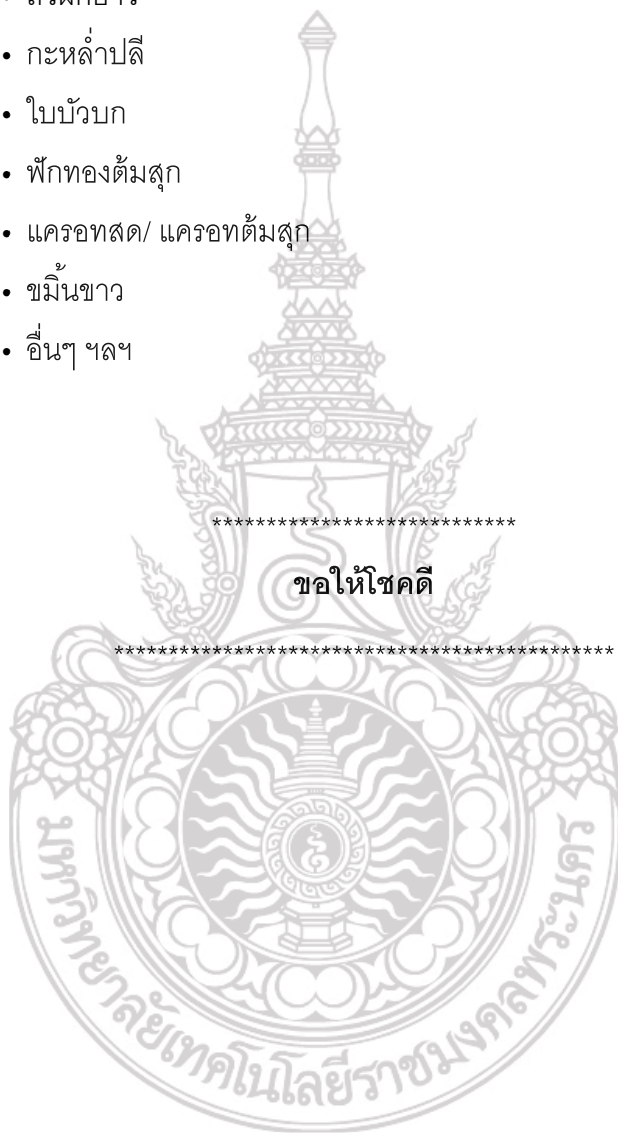 • กะหล่ำปลี
• ใบบัวบก
• ฟักทองต้มสุก
• แครอทสด/ แครอทต้มสุก
• ขมิ้นขาว
• อื่นๆ ฯลฯ
****************************
ขอให้โชคดี
**********************************************
มหาวิทยาลัยเทคโนโลยีราชมงคลพระนคร